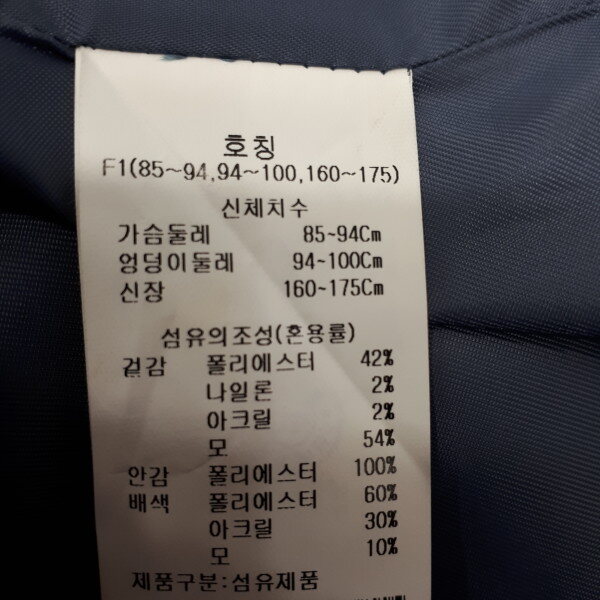 호칭
F1(85~94,94~100,160~175)
신체치수
가슴둘레 85~94Cm
엉덩이둘레 94~100Cm
신장 160~175Cm
섬유의조성(혼용률)
겉감 폴리에스터 42%
나일론 2%
아크릴 2%
모 54%
안감 폴리에스터 100%
배색 폴리에스터 60%
아크릴 30%
모 10%
제품구분:섬유제품